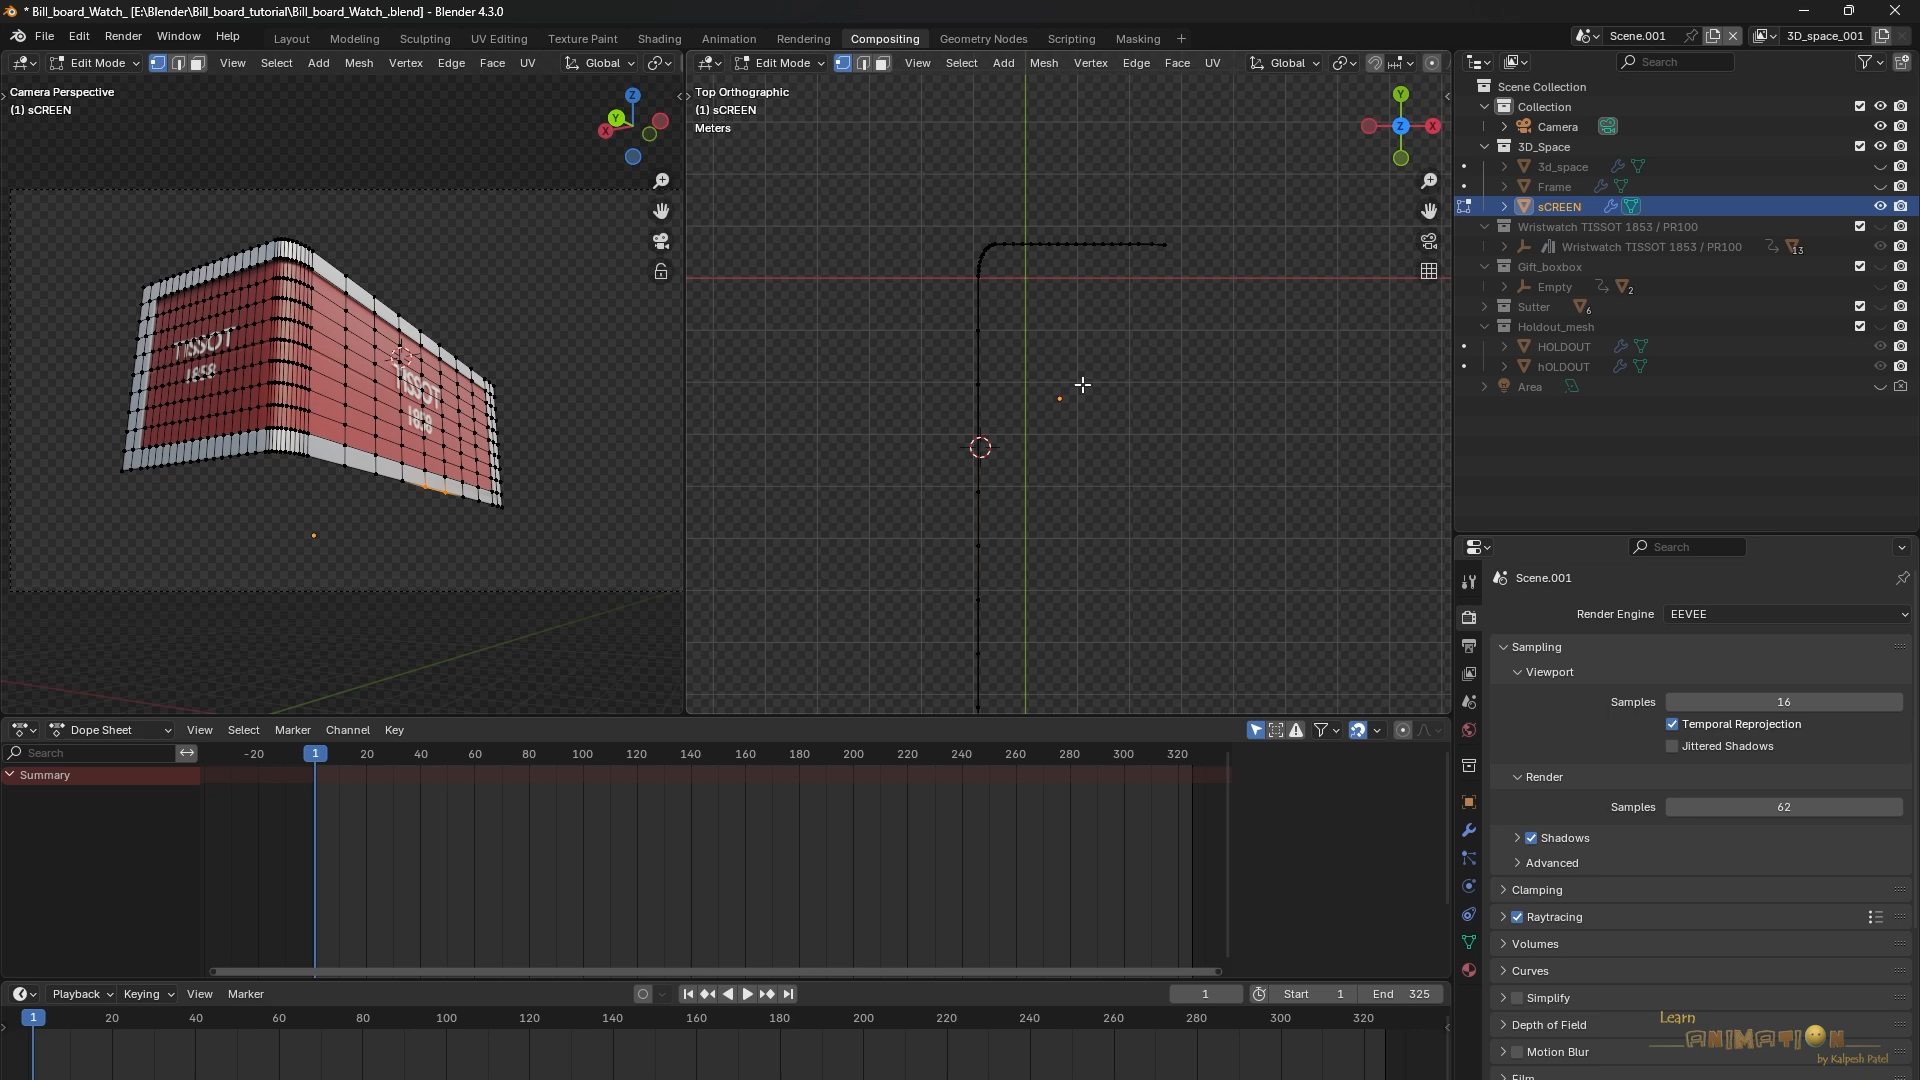 * Bill_board_Watch_ [E:\Blender\Bill_board_tutorial\Bill_board_Watch_.blend] - Blender 4.3.0
File Edit Render Window Help Layout Modeling Sculpting UV Editing Texture Paint Shading Animation Rendering Compositing Geometry Nodes Scripting Masking + Scene.001 3D_space_001
Edit Mode View Select Add Mesh Vertex Edge Face UV Global
Edit Mode View Select Add Mesh Vertex Edge Face UV Global
Search
Camera Perspective
(1) sCREEN
Top Orthographic
(1) sCREEN
Meters
Z
Y
X
Y
Z
X
TISSOT
1853
TISSOT
1853
Scene Collection
Collection
Camera
3D_Space
3d_space
Frame
sCREEN
Wristwatch TISSOT 1853 / PR100
Wristwatch TISSOT 1853 / PR100 13
Gift_boxbox
Empty 2
Sutter 6
Holdout_mesh
HOLDOUT
hOLDOUT
Area
Search
Scene.001
Render Engine EEVEE
Sampling
Viewport
Samples 16
Temporal Reprojection
Jittered Shadows
Render
Samples 62
Shadows
Advanced
Clamping
Raytracing
Volumes
Curves
Simplify
Depth of Field
Motion Blur
Film
Dope Sheet View Select Marker Channel Key
Search -20 1 20 40 60 80 100 120 140 160 180 200 220 240 260 280 300 320
Summary
Playback Keying View Marker 1 Start 1 End 325
1 20 40 60 80 100 120 140 160 180 200 220 240 260 280 300 320
Learn
ANIMATION
by Kalpesh Patel